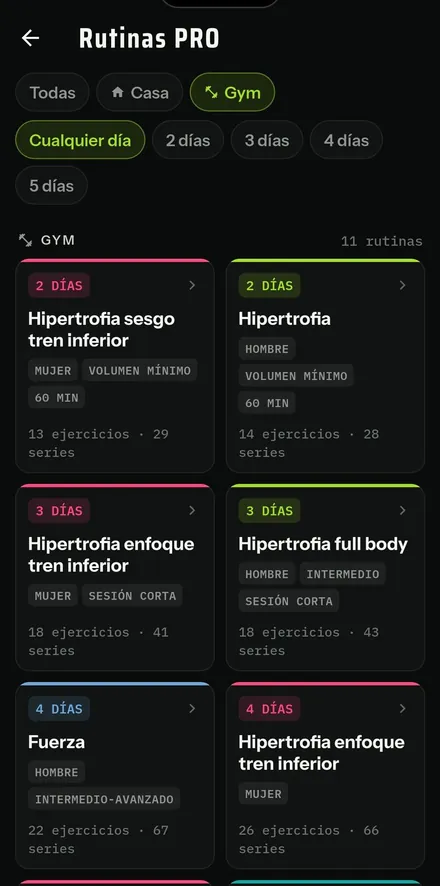 Rutinas PRO
Todas
Casa
Gym
Cualquier día
2 días
3 días
4 días
5 días
GYM
11 rutinas
2 DÍAS
Hipertrofia sesgo
tren inferior
MUJER
VOLUMEN MÍNIMO
60 MIN
13 ejercicios · 29
series
2 DÍAS
Hipertrofia
HOMBRE
VOLUMEN MÍNIMO
60 MIN
14 ejercicios · 28
series
3 DÍAS
Hipertrofia enfoque
tren inferior
MUJER
SESIÓN CORTA
18 ejercicios · 41
series
3 DÍAS
Hipertrofia full body
HOMBRE
INTERMEDIO
SESIÓN CORTA
18 ejercicios · 43
series
4 DÍAS
Fuerza
HOMBRE
INTERMEDIO-AVANZADO
22 ejercicios · 67
series
4 DÍAS
Hipertrofia enfoque
tren inferior
MUJER
26 ejercicios · 66
series